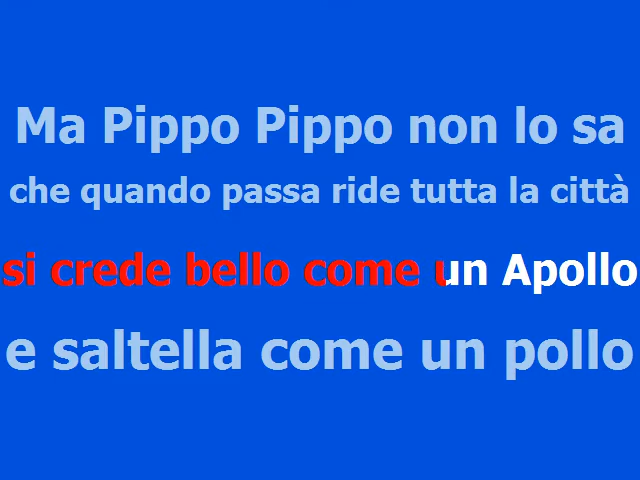 Ma Pippo Pippo non lo sa
che quando passa ride tutta la città
si crede bello come un Apollo
e saltella come un pollo